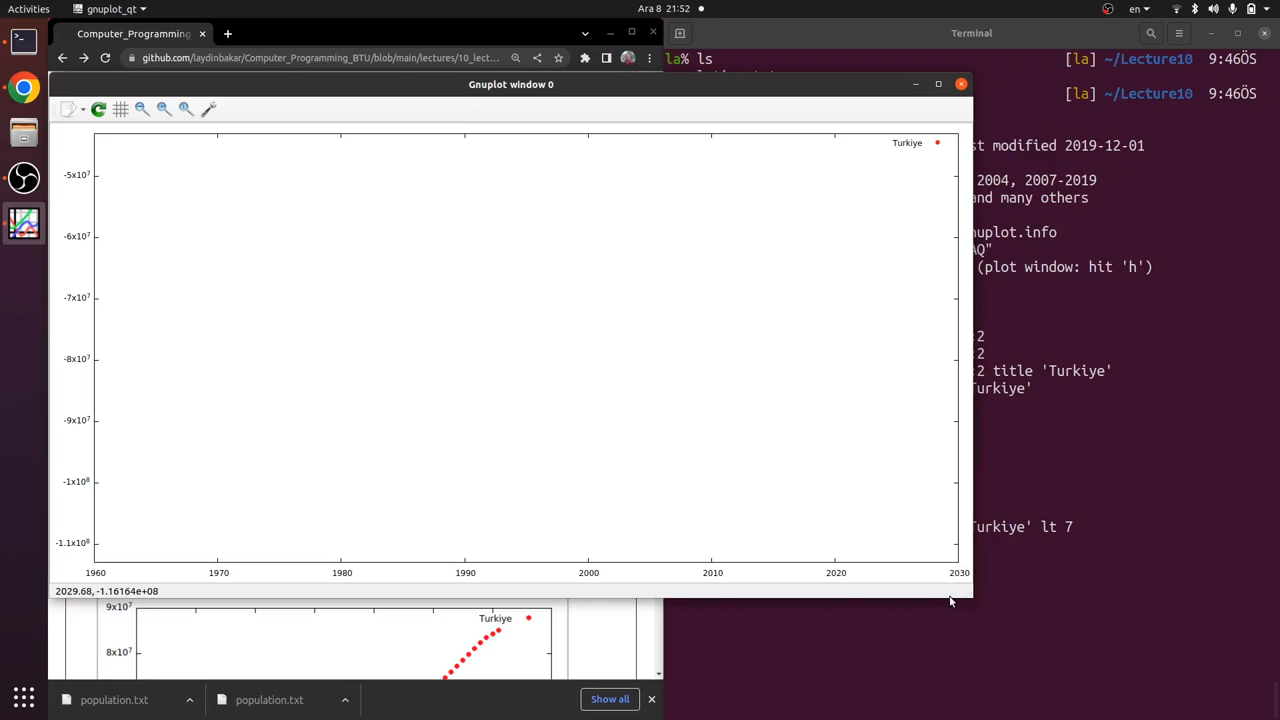 Activities
gnuplot_qt
Ara 8 21:52
en
Computer_Programming
github.com/laydinbakar/Computer_Programming_BTU/blob/main/lectures/10_lect...
Terminal
la% ls
[la] ~/Lecture10 9:46ÖS
[la] ~/Lecture10 9:46ÖS
st modified 2019-12-01
2004, 2007-2019
and many others
nuplot.info
AQ"
(plot window: hit 'h')
:2
:2
:2 title 'Turkiye'
Turkiye'
Turkiye' lt 7
Gnuplot window 0
Turkiye
-5x10⁷
-6x10⁷
-7x10⁷
-8x10⁷
-9x10⁷
-1x10⁸
-1.1x10⁸
1960 1970 1980 1990 2000 2010 2020 2030
2029.68, -1.16164e+08
9x10⁷
Turkiye
8x10⁷
population.txt
population.txt
Show all